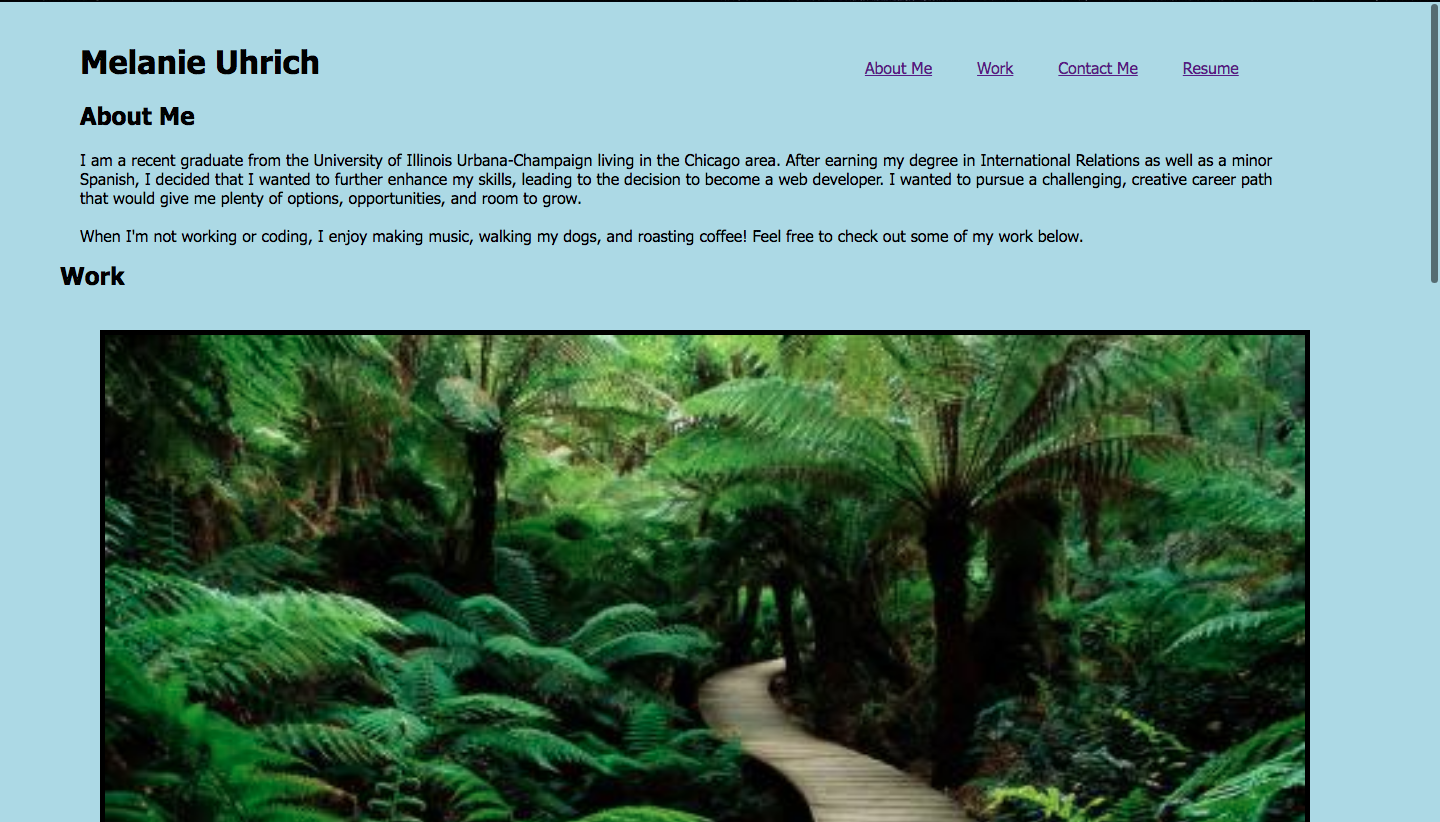 Melanie Uhrich
About Me Work Contact Me Resume
About Me
I am a recent graduate from the University of Illinois Urbana-Champaign living in the Chicago area. After earning my degree in International Relations as well as a minor
Spanish, I decided that I wanted to further enhance my skills, leading to the decision to become a web developer. I wanted to pursue a challenging, creative career path
that would give me plenty of options, opportunities, and room to grow.
When I'm not working or coding, I enjoy making music, walking my dogs, and roasting coffee! Feel free to check out some of my work below.
Work